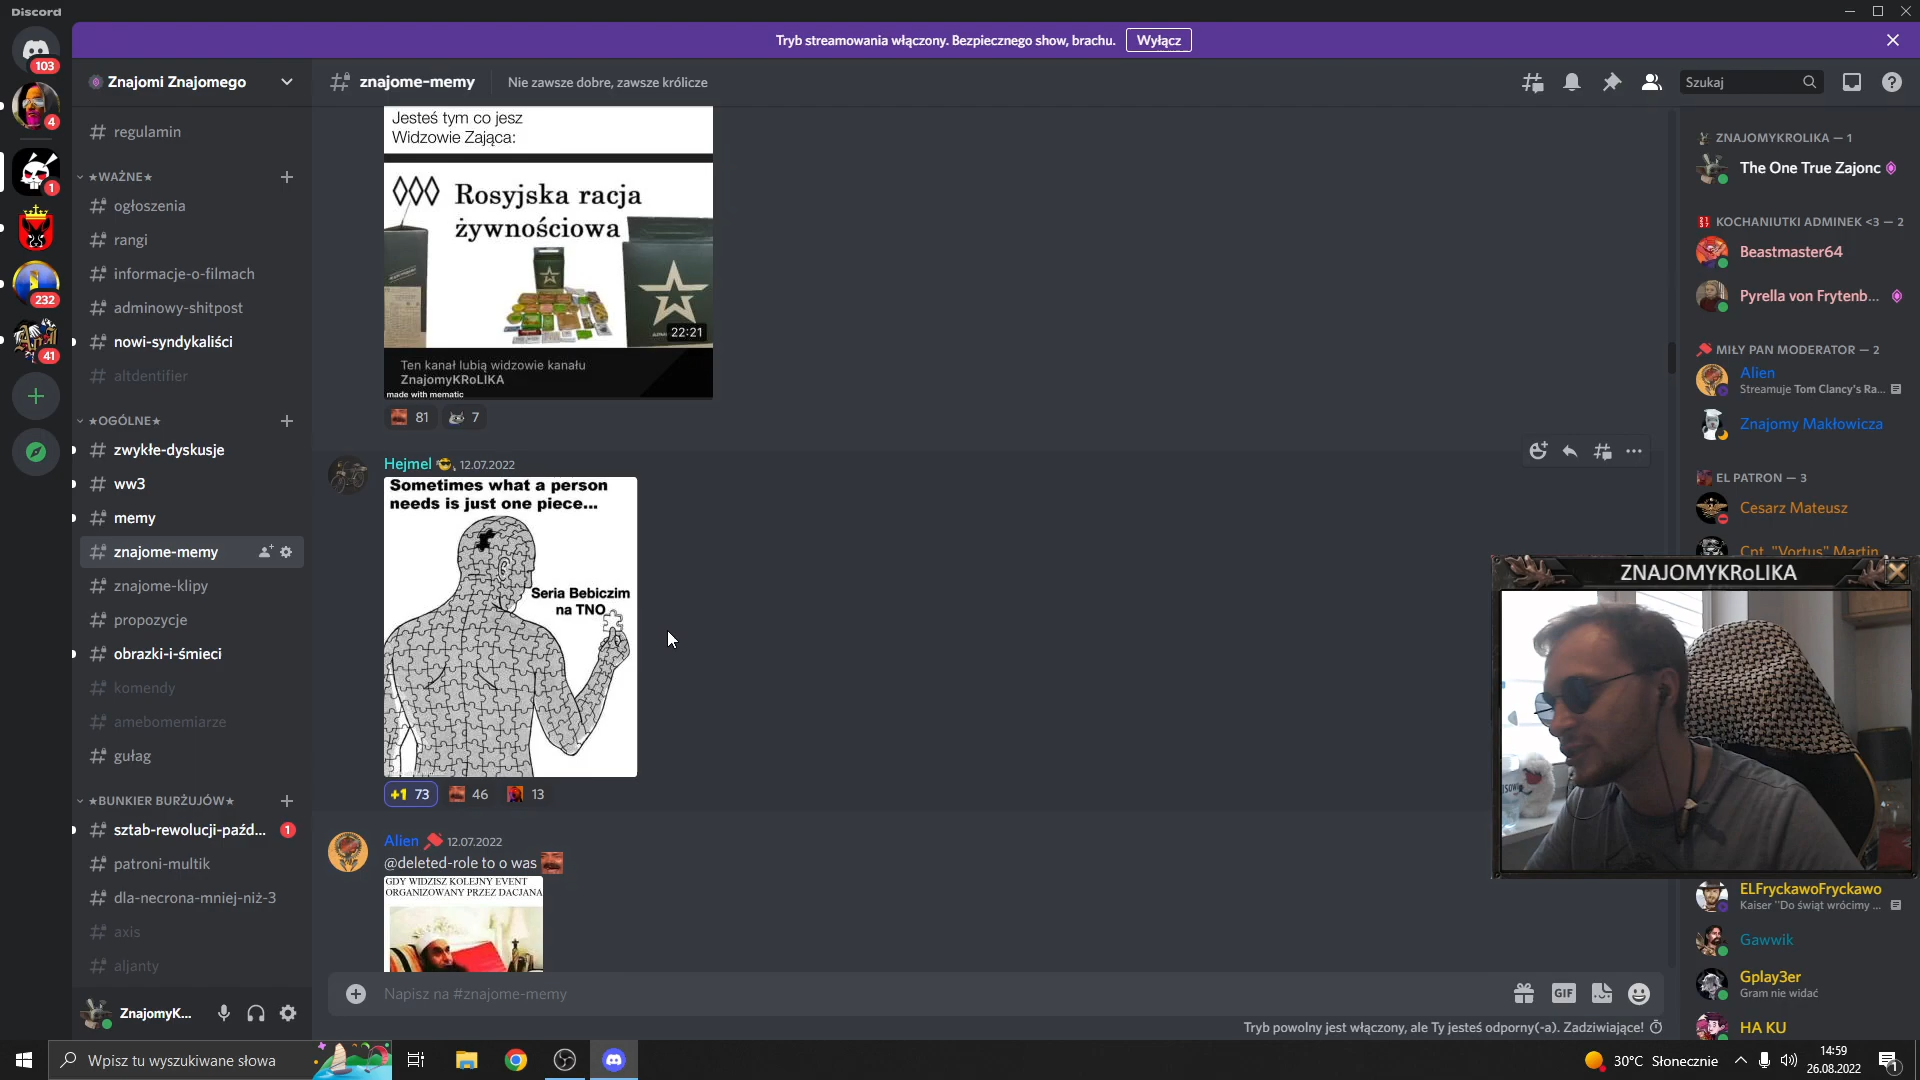 Discord
Tryb streamowania włączony. Bezpiecznego show, brachu.
Wyłącz
103
4
1
232
41
Znajomi Znajomego
regulamin
★WAŻNE★
ogłoszenia
rangi
informacje-o-filmach
adminowy-shitpost
nowi-syndykaliści
altdentifier
★OGÓLNE★
zwykłe-dyskusje
ww3
memy
znajome-memy
znajome-klipy
propozycje
obrazki-i-śmieci
komendy
amebomemiarze
gułag
★BUNKIER BURŻUJÓW★
sztab-rewolucji-paźd...
1
patroni-multik
dla-necrona-mniej-niż-3
axis
aljanty
ZnajomyK...
znajome-memy
Nie zawsze dobre, zawsze królicze
Szukaj
Jesteś tym co jesz
Widzowie Zająca:
Rosyjska racja
żywnościowa
22:21
Ten kanał lubią widzowie kanału
ZnajomyKRoLIKA
made with mematic
81
7
Hejmel
12.07.2022
Sometimes what a person
needs is just one piece...
Seria Bebiczim
na TNO
+1 73
46
13
Alien
12.07.2022
@deleted-role to o was
GDY WIDZISZ KOLEJNY EVENT
ORGANIZOWANY PRZEZ DACJANA
Napisz na #znajome-memy
GIF
Tryb powolny jest włączony, ale Ty jesteś odporny(-a). Zadziwiające!
ZNAJOMYKROLIKA — 1
The One True Zajonc
KOCHANIUTKI ADMINEK <3 — 2
Beastmaster64
Pyrella von Frytenb...
MIŁY PAN MODERATOR — 2
Alien
Streamuje Tom Clancy's Ra...
Znajomy Makłowicza
EL PATRON — 3
Cesarz Mateusz
Cpt. "Vortus" Martin
ZNAJOMYKRoLIKA
ELFryckawoFryckawo
Kaiser "Do świąt wrócimy ...
Gawwik
Gplay3er
Gram nie widać
HA KU
Wpisz tu wyszukiwane słowa
30°C Słonecznie
14:59
26.08.2022
1